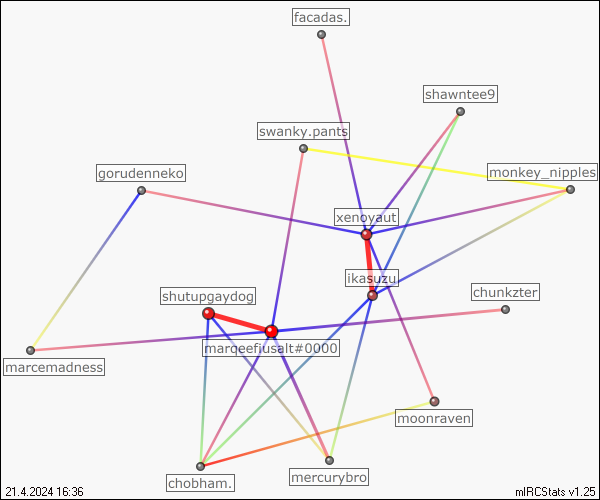 facadas.
shawntee9
swanky.pants
gorudenneko
monkey_nipples
xenoyaut
ikasuzu
shutupgaydog
chunkzter
marqeefjusalt#0000
marcemadness
moonraven
chobham.
mercurybro
21.4.2024 16:36
mIRCStats v1.25